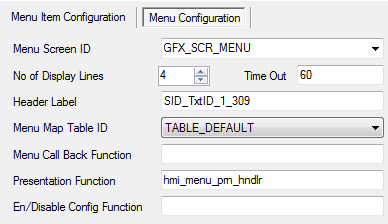 Menu Item Configuration Menu Configuration
Menu Screen ID GFX_SCR_MENU
No of Display Lines 4 Time Out 60
Header Label SID_TxtID_1_309
Menu Map Table ID TABLE_DEFAULT
Menu Call Back Function
Presentation Function hmi_menu_prn_hndlr
En/Disable Config Function